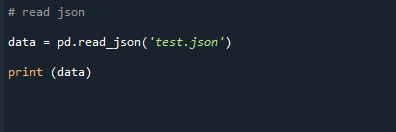 # read json
data = pd.read_json('test.json')
print (data)